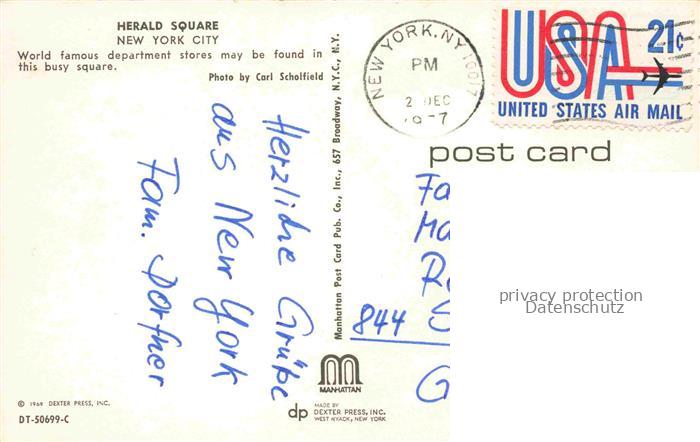 HERALD SQUARE
NEW YORK CITY
World famous department stores may be found in
this busy square.
Photo by Carl Scholfield
NEW YORK, N.Y. 1001
PM
2 DEC
21¢
USA
UNITED STATES AIR MAIL
post card
Herzliche Grüße
aus New York
Fam. Dorfner
Manhattan Post Card Pub. Co., Inc., 657 Broadway, N.Y.C., N.Y.
Fa
Ma
844 S
G
privacy protection
Datenschutz
MANHATTAN
© 1969 DEXTER PRESS, INC.
DT-50699-C
dp
MADE BY
DEXTER PRESS, INC.
WEST NYACK, NEW YORK